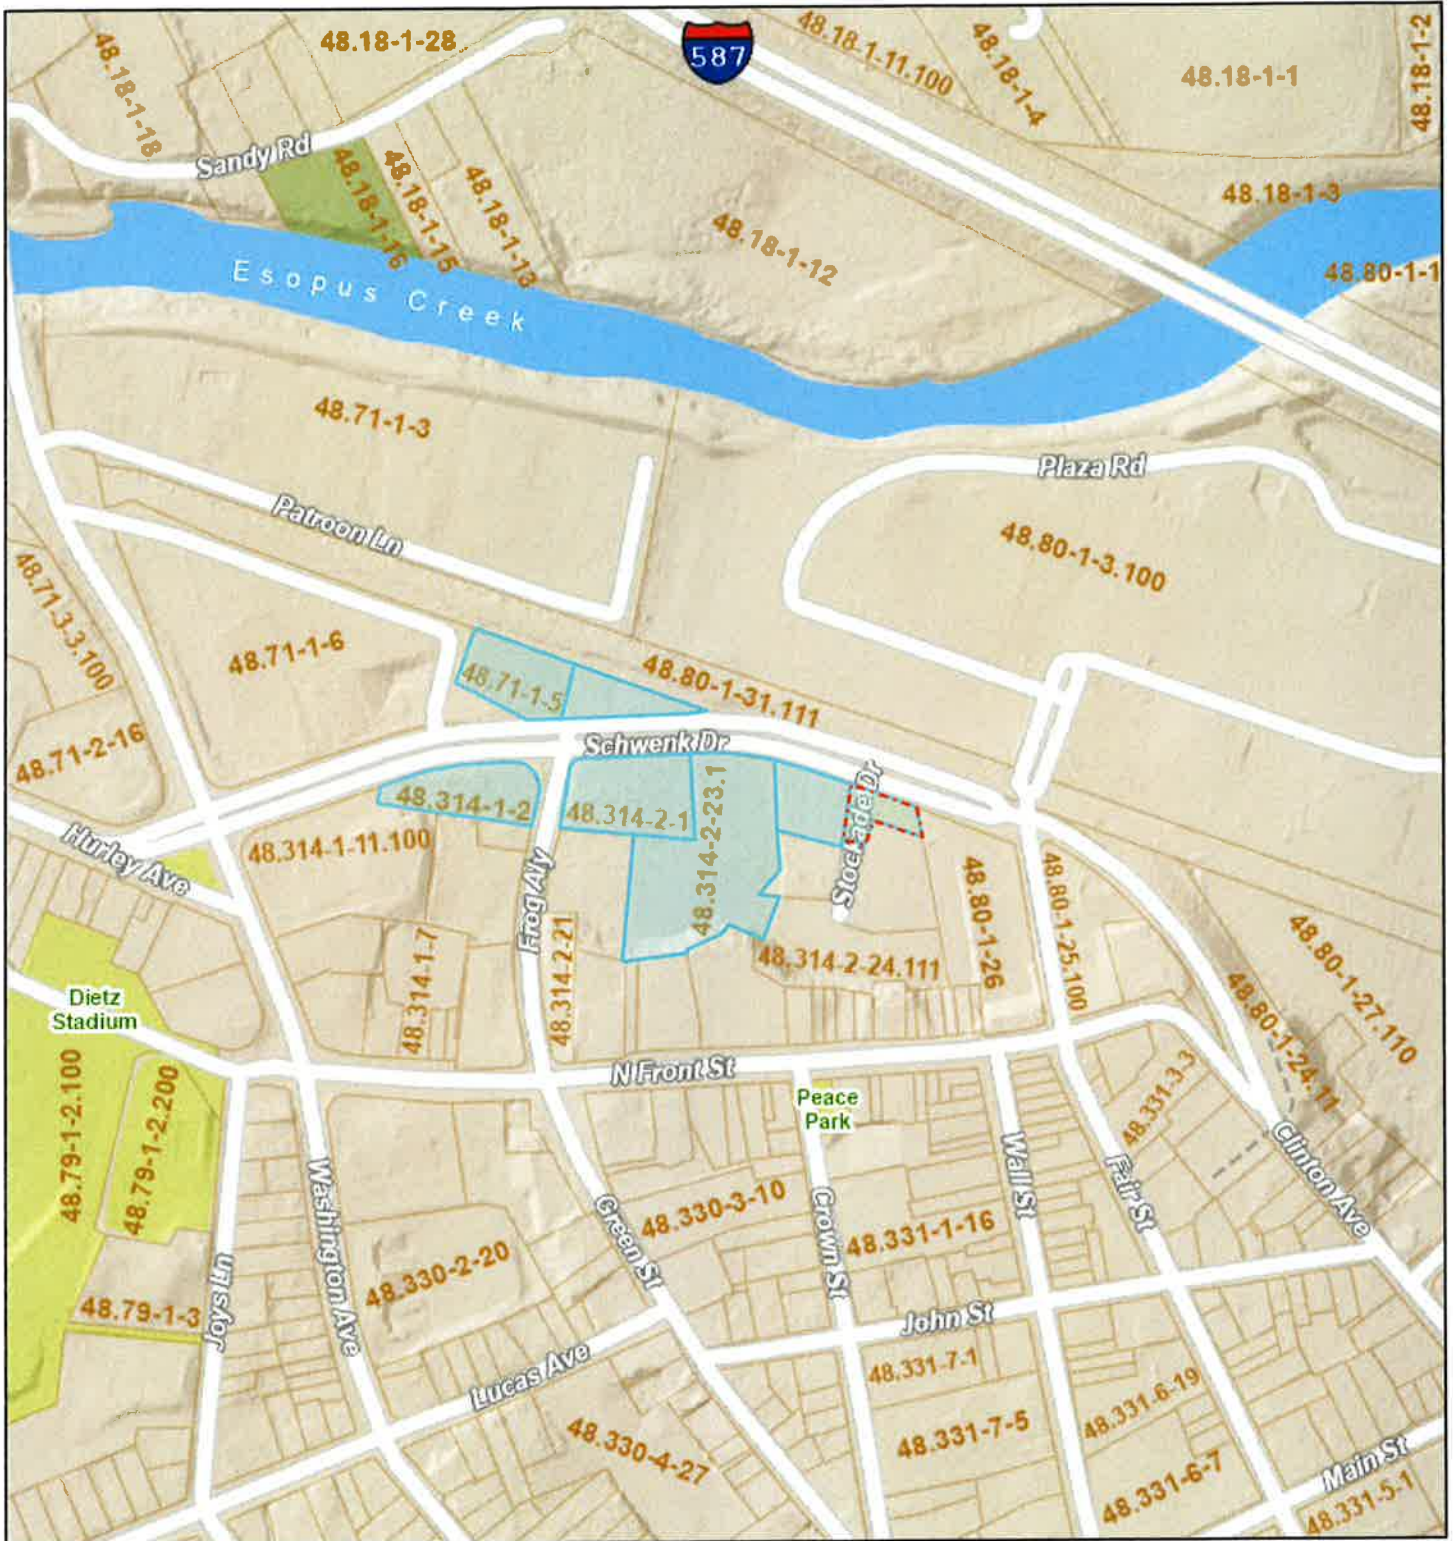 587
48.18-1-28
48.18-1-18
48.18-1-11.100
48.18-1-4
48.18-1-1
48.18-1-2
Sandy Rd
48.18-1-16
48.18-1-15
48.18-1-13
48.18-1-12
48.18-1-3
48.80-1-1
Esopus Creek
48.71-1-3
Plaza Rd
Patroon Ln
48.80-1-3.100
48.71-3-3.100
48.71-1-6
48.71-1-5
48.80-1-31.111
48.71-2-16
Schwenk Dr
48.314-1-2
48.314-2-1
48.314-2-23.1
Stockade Dr
Hurley Ave
48.314-1-11.100
Frog Aly
48.80-1-26
48.80-1-25.100
48.314-1-7
48.314-2-21
48.314-2-24.111
48.80-1-27.110
48.80-1-24.11
Dietz
Stadium
N Front St
Peace
Park
48.79-1-2.100
48.79-1-2.200
48.331-3-3
Clinton Ave
Washington Ave
Green St
48.330-3-10
Crown St
Wall St
Fair St
48.331-1-16
48.330-2-20
48.79-1-3
Joys Ln
John St
Lucas Ave
48.331-7-1
48.331-6-19
48.330-4-27
48.331-7-5
48.331-6-7
Main St
48.331-5-1